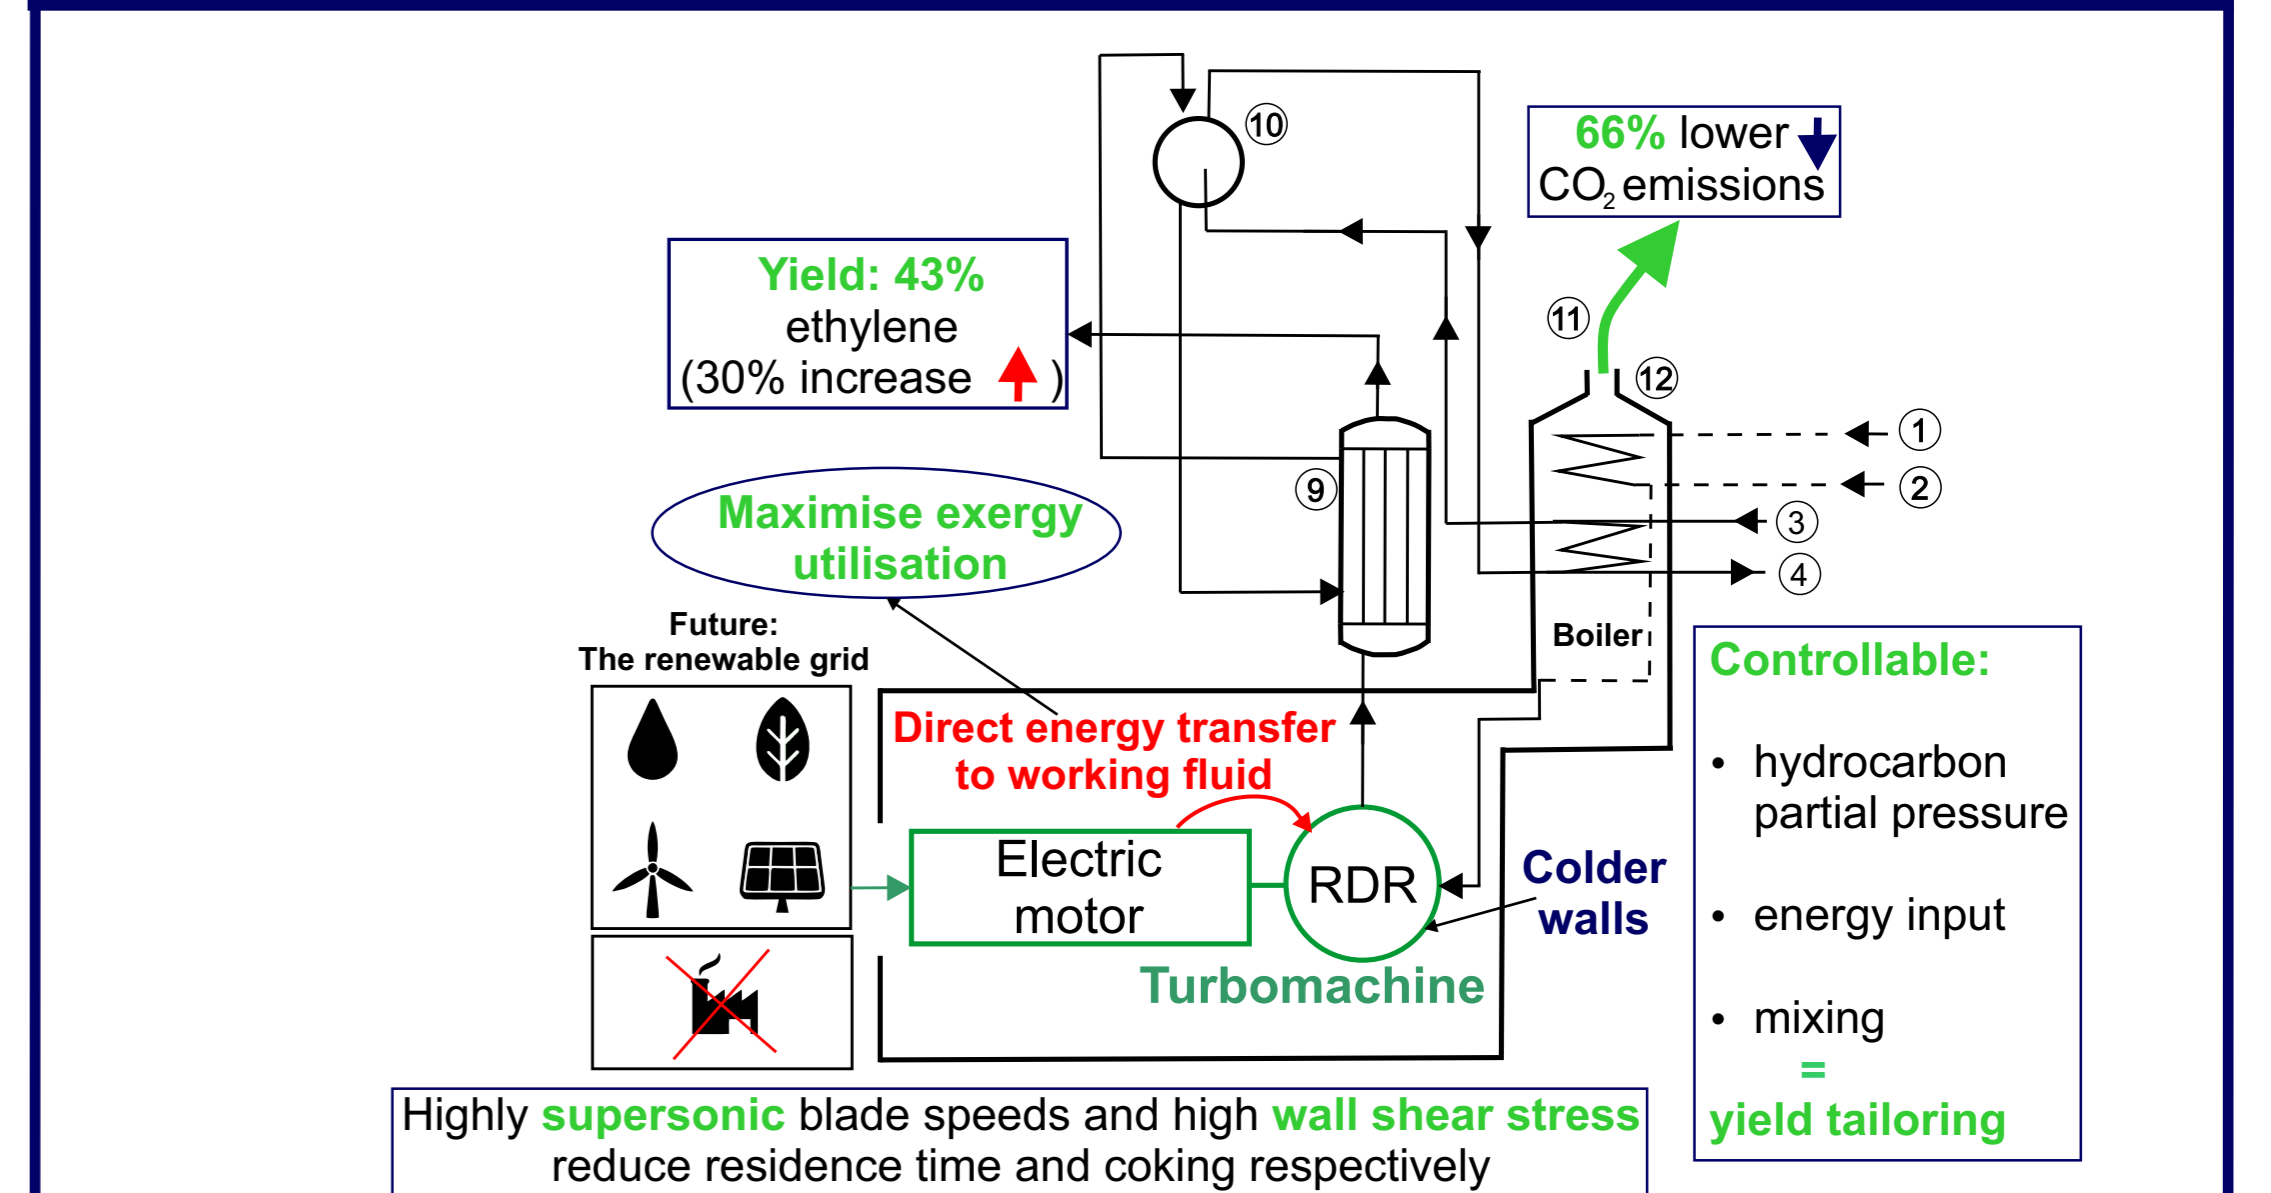 ⑩
66% lower
CO₂ emissions
Yield: 43%
ethylene
(30% increase )
⑪
⑫
①
②
③
④
⑨
Maximise exergy
utilisation
Future:
The renewable grid
Boiler
Direct energy transfer
to working fluid
Electric
motor
RDR
Colder
walls
Turbomachine
Controllable:
• hydrocarbon
partial pressure
• energy input
• mixing
=
yield tailoring
Highly supersonic blade speeds and high wall shear stress
reduce residence time and coking respectively